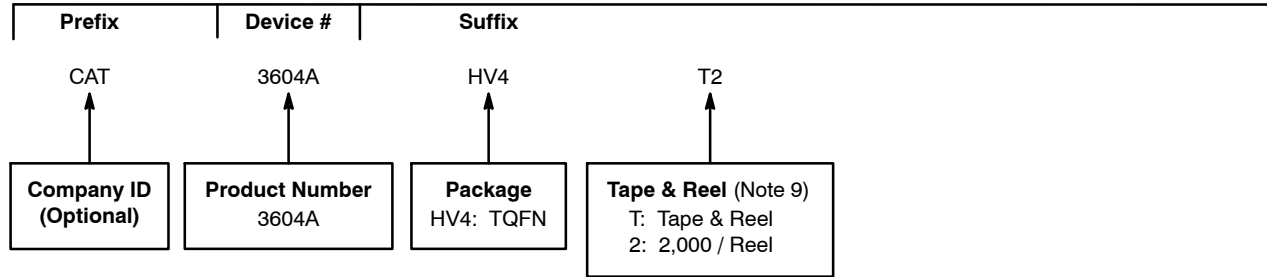 Prefix Device # Suffix
CAT 3604A HV4 T2
Company ID
(Optional)
Product Number
3604A
Package
HV4: TQFN
Tape & Reel (Note 9)
T: Tape & Reel
2: 2,000 / Reel